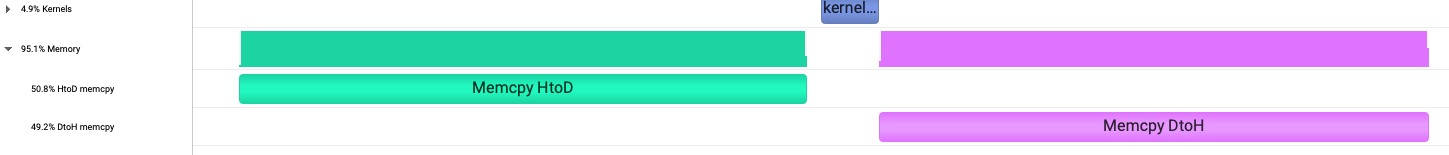 4.9% Kernels
kernel...
95.1% Memory
50.8% HtoD memcpy
Memcpy HtoD
49.2% DtoH memcpy
Memcpy DtoH